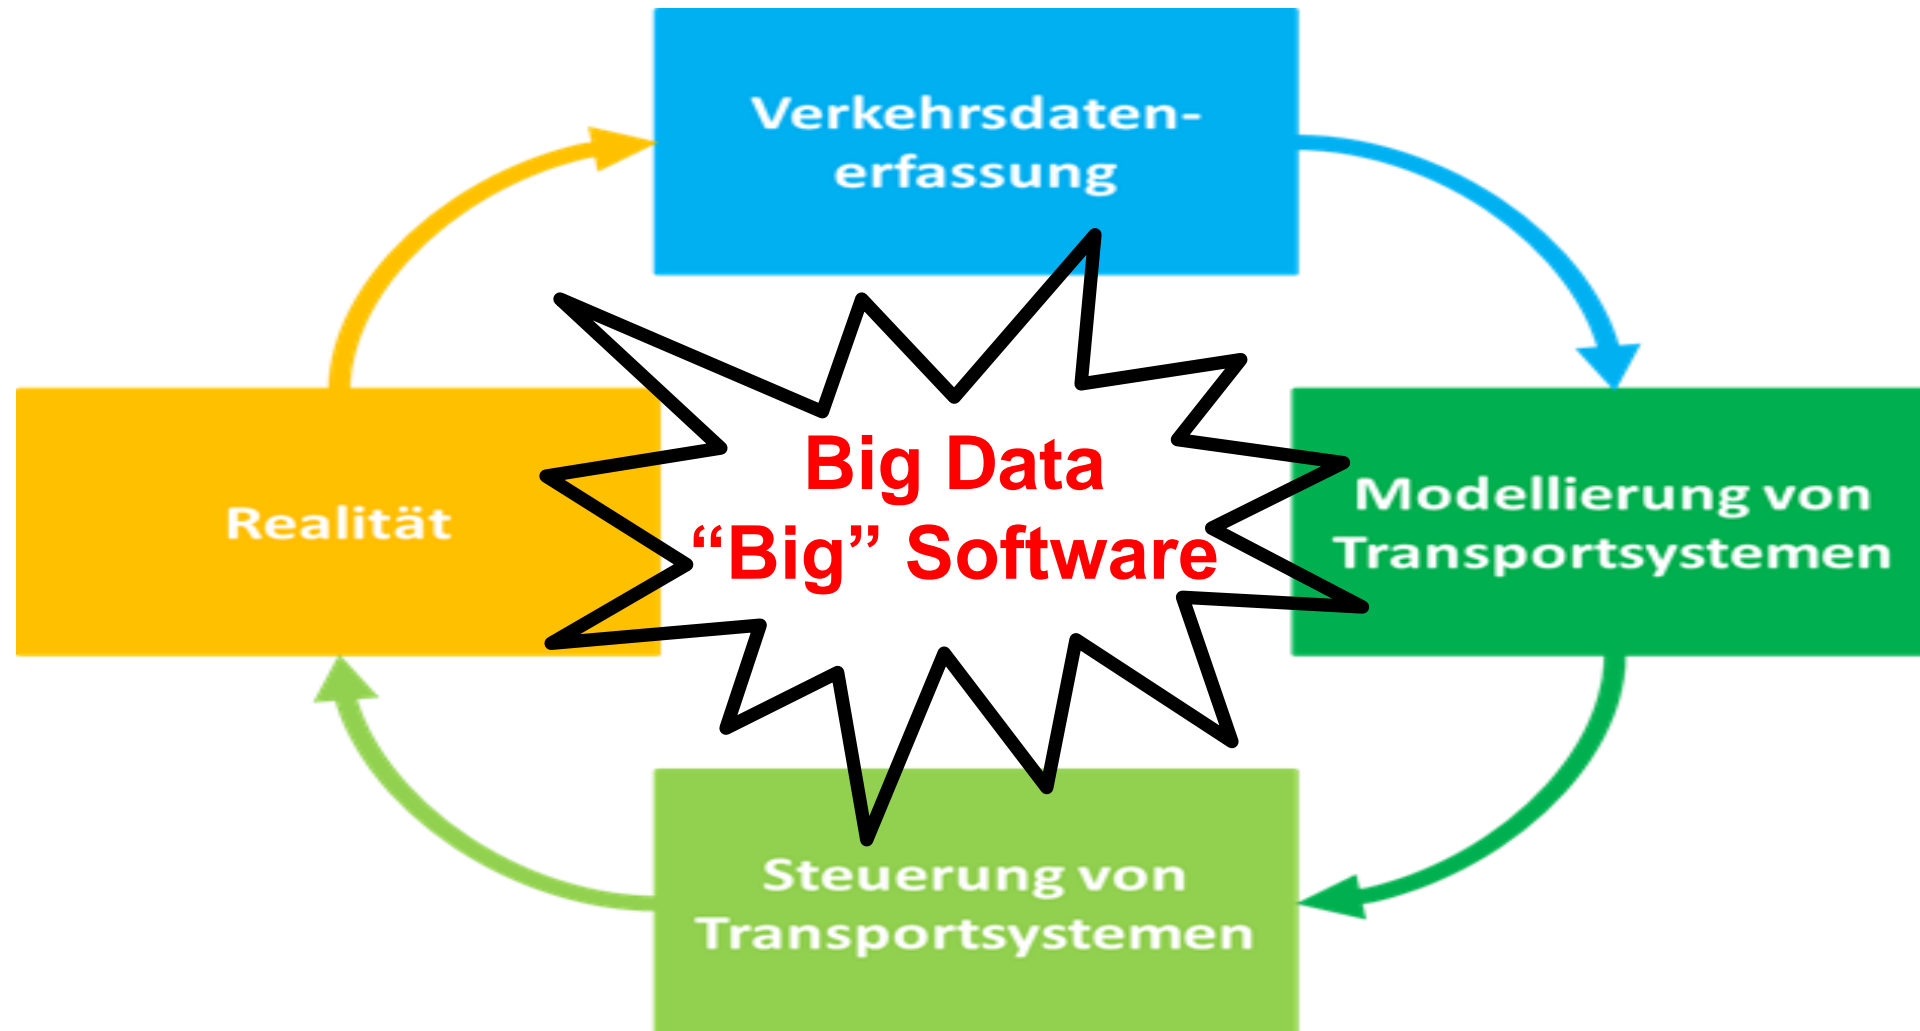 Verkehrsdaten-
erfassung
Realität
Big Data
“Big” Software
Modellierung von
Transportsystemen
Steuerung von
Transportsystemen